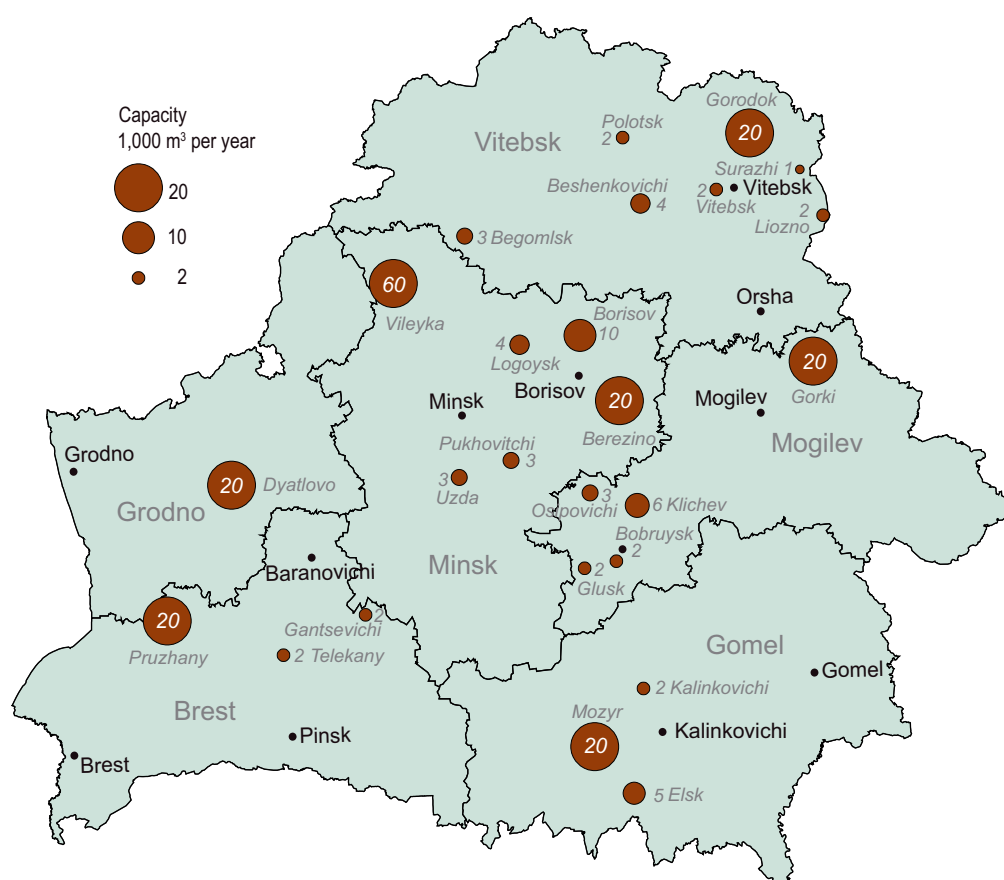 Capacity
1,000 m³ per year
20
10
2
Vitebsk
Polotsk
2
Gorodok
20
Surazhi 1
2
Vitebsk
Vitebsk
Beshenkovichi
4
2
Liozno
3 Begomlsk
60
Vileyka
Orsha
Borisov
10
4
Logoysk
Borisov
20
Berezino
20
Gorki
Mogilev
Mogilev
Minsk
Pukhovitchi
3
3
Uzda
Grodno
20
Dyatlovo
Grodno
3
Osipovichi
6 Klichev
Bobruysk
2
2
Glusk
Minsk
Baranovichi
2
Gantsevichi
20
Pruzhany
2 Telekany
Brest
Pinsk
Brest
Gomel
Gomel
2 Kalinkovichi
Mozyr
20
Kalinkovichi
5 Elsk